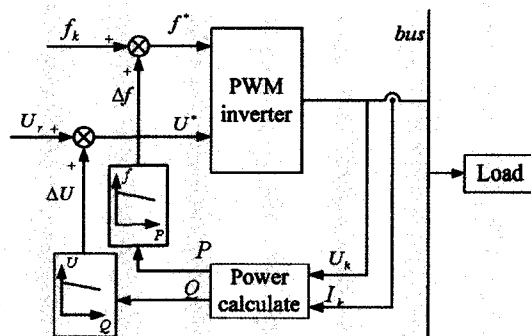 f_k + f* bus
+
Δf PWM
inverter
U_r + U*
+
f
ΔU Load
P
P U_k
U Power
Q calculate
I_k
Q